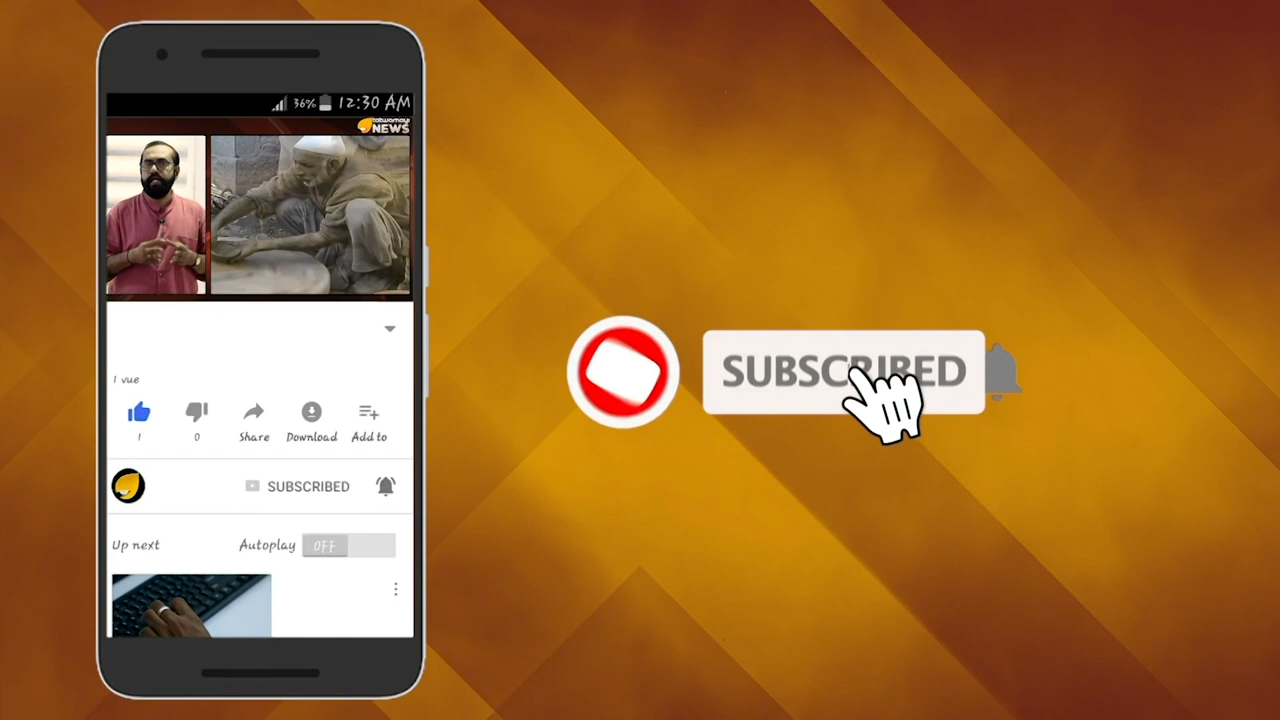 36% 12:30 AM
tatwamayi
NEWS
1 vue
1
0
Share
Download
Add to
SUBSCRIBED
SUBSCRIBED
Up next
Autoplay
OFF